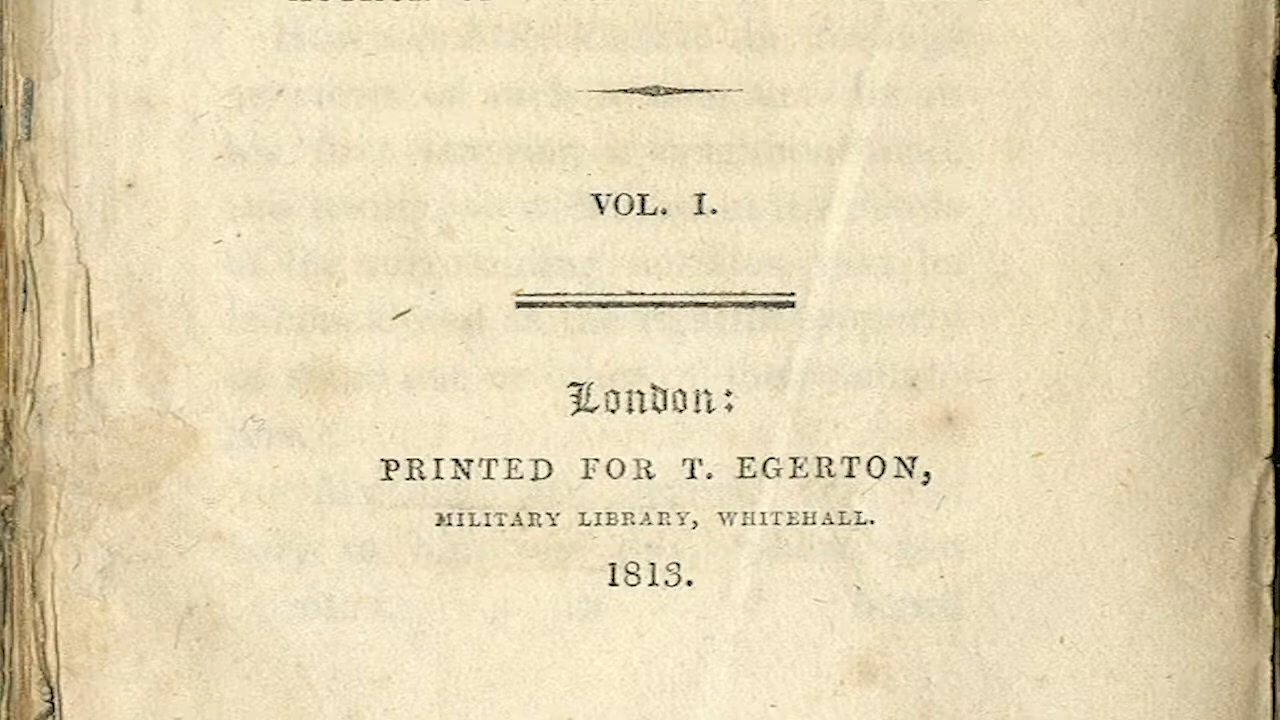 VOL. I.
London:
PRINTED FOR T. EGERTON,
MILITARY LIBRARY, WHITEHALL.
1813.